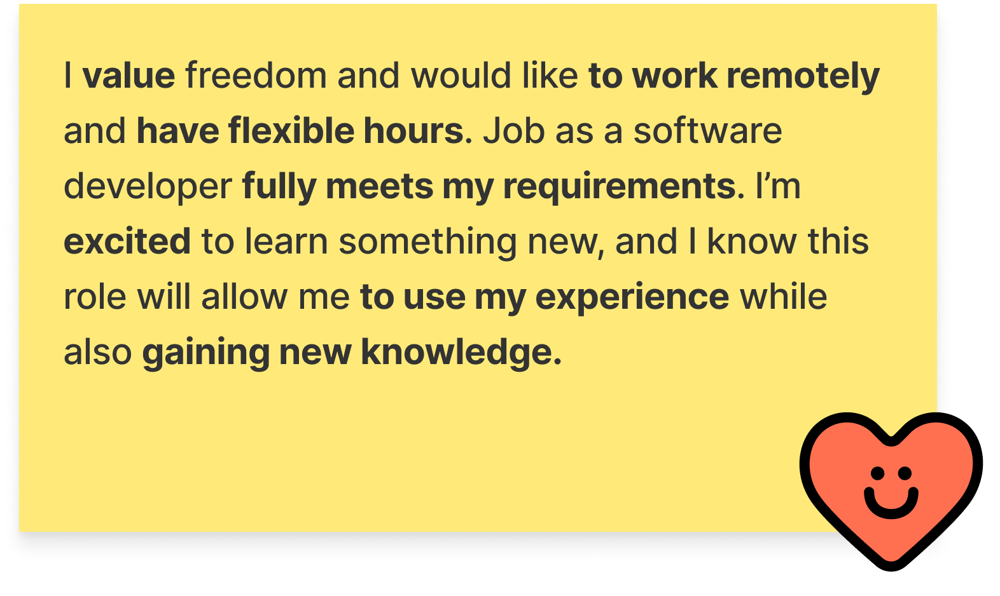 I value freedom and would like to work remotely
and have flexible hours. Job as a software
developer fully meets my requirements. I’m
excited to learn something new, and I know this
role will allow me to use my experience while
also gaining new knowledge.